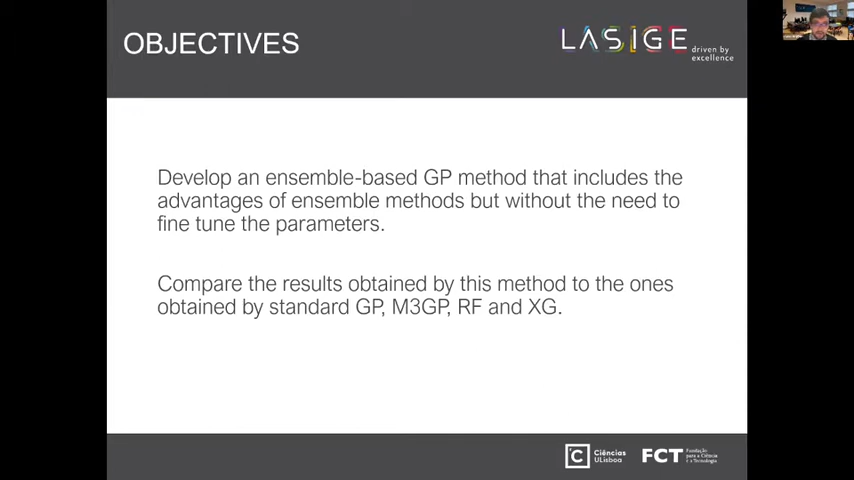 OBJECTIVES
LASIGE
driven by
excellence
Develop an ensemble-based GP method that includes the
advantages of ensemble methods but without the need to
fine tune the parameters.
Compare the results obtained by this method to the ones
obtained by standard GP, M3GP, RF and XG.
C Ciências
ULisboa
FCT Fundação
para a Ciência
e a Tecnologia